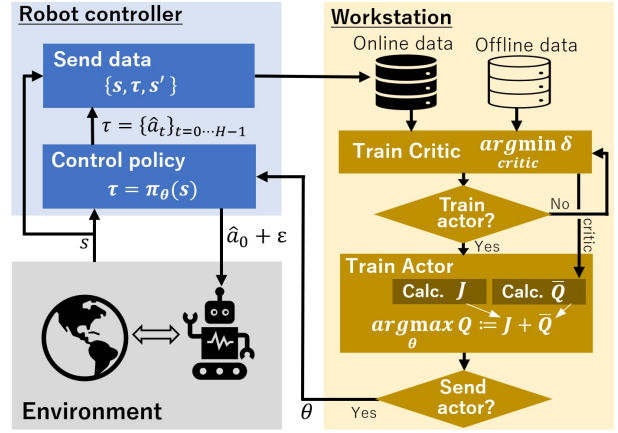 Robot controller
Send data
{s, τ, s′ }
τ = {â_t}_{t=0⋯H−1}
Control policy
τ = π_θ(s)
s
â_0 + ε
Environment
Workstation
Online data
Offline data
Train Critic
argmin δ
critic
Train
actor?
No
Yes
critic
Train Actor
Calc. J
Calc. Q̅
argmax Q ≔ J + Q̅
θ
Send
actor?
Yes
θ